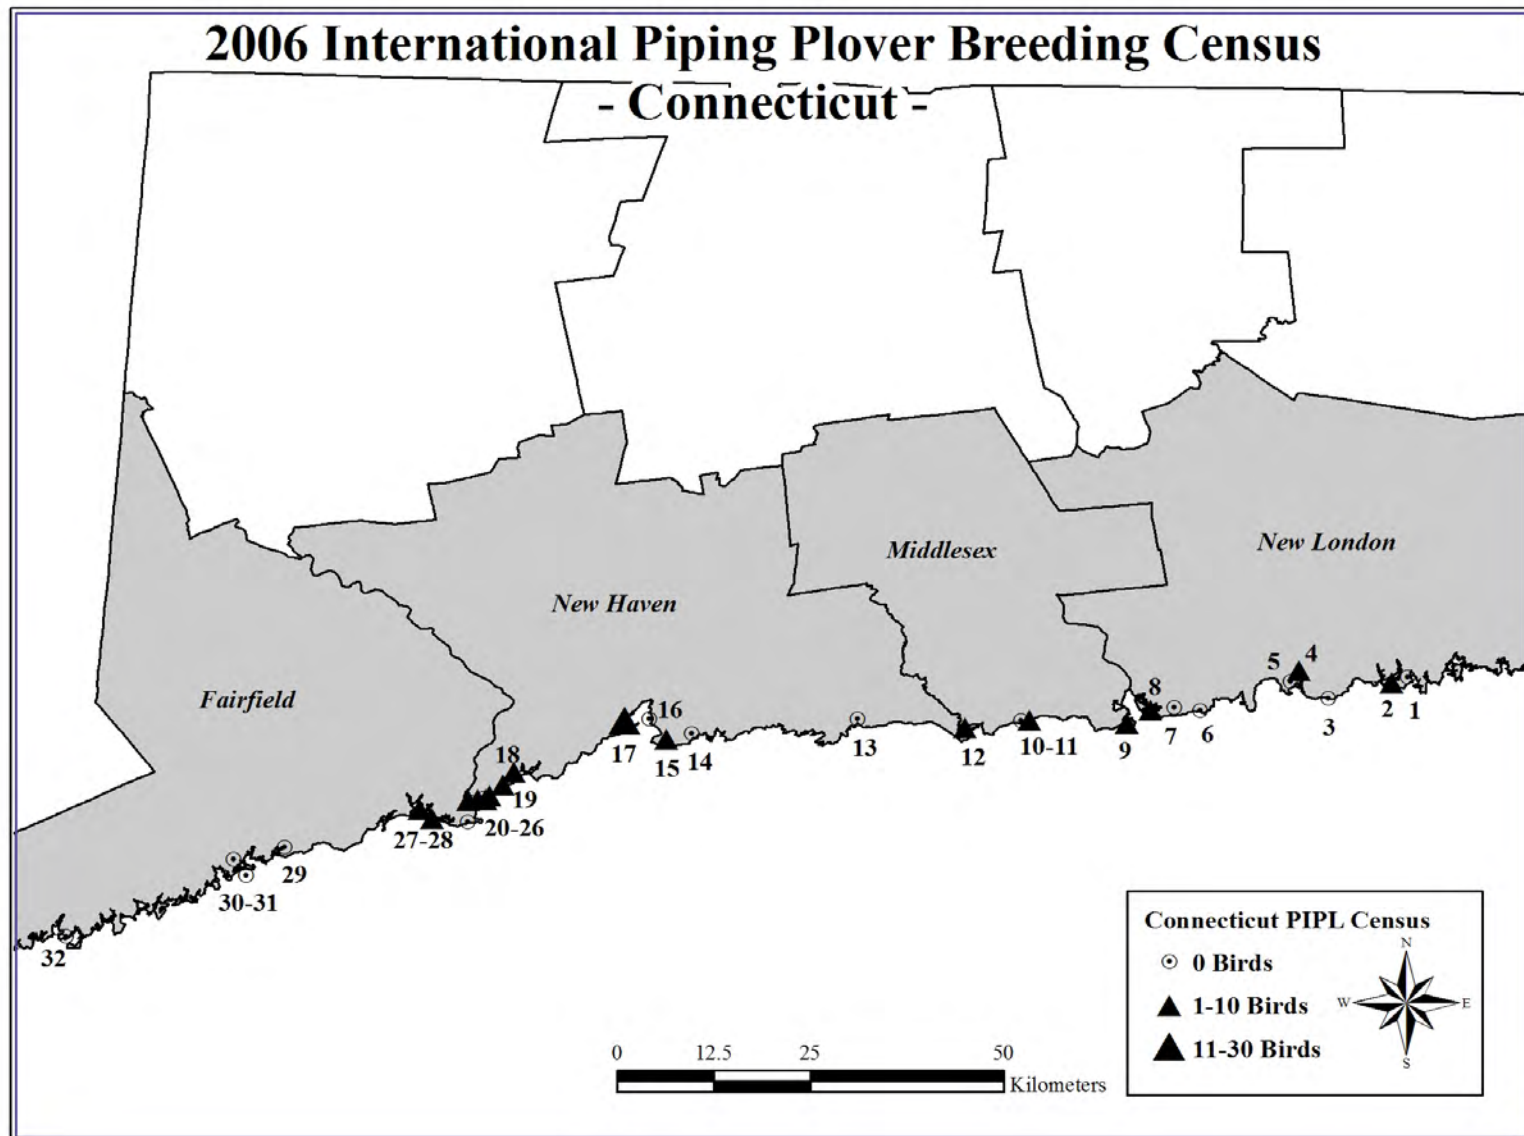 2006 International Piping Plover Breeding Census
- Connecticut -
Middlesex
New London
New Haven
Fairfield
5
4
8
16
2
1
3
7
6
9
10-11
12
13
14
15
17
18
19
20-26
27-28
29
30-31
32
Connecticut PIPL Census
0 Birds
1-10 Birds
11-30 Birds
N
W
E
S
0
12.5
25
50
Kilometers